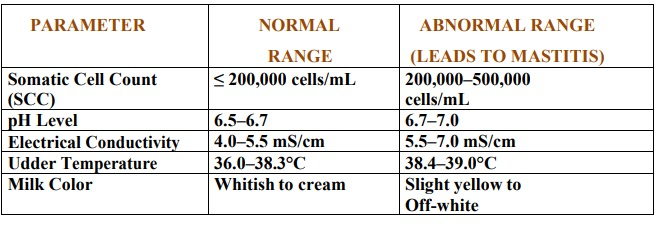 PARAMETER NORMAL RANGE ABNORMAL RANGE (LEADS TO MASTITIS)
Somatic Cell Count (SCC) ≤ 200,000 cells/mL 200,000–500,000 cells/mL
pH Level 6.5–6.7 6.7–7.0
Electrical Conductivity 4.0–5.5 mS/cm 5.5–7.0 mS/cm
Udder Temperature 36.0–38.3°C 38.4–39.0°C
Milk Color Whitish to cream Slight yellow to Off-white